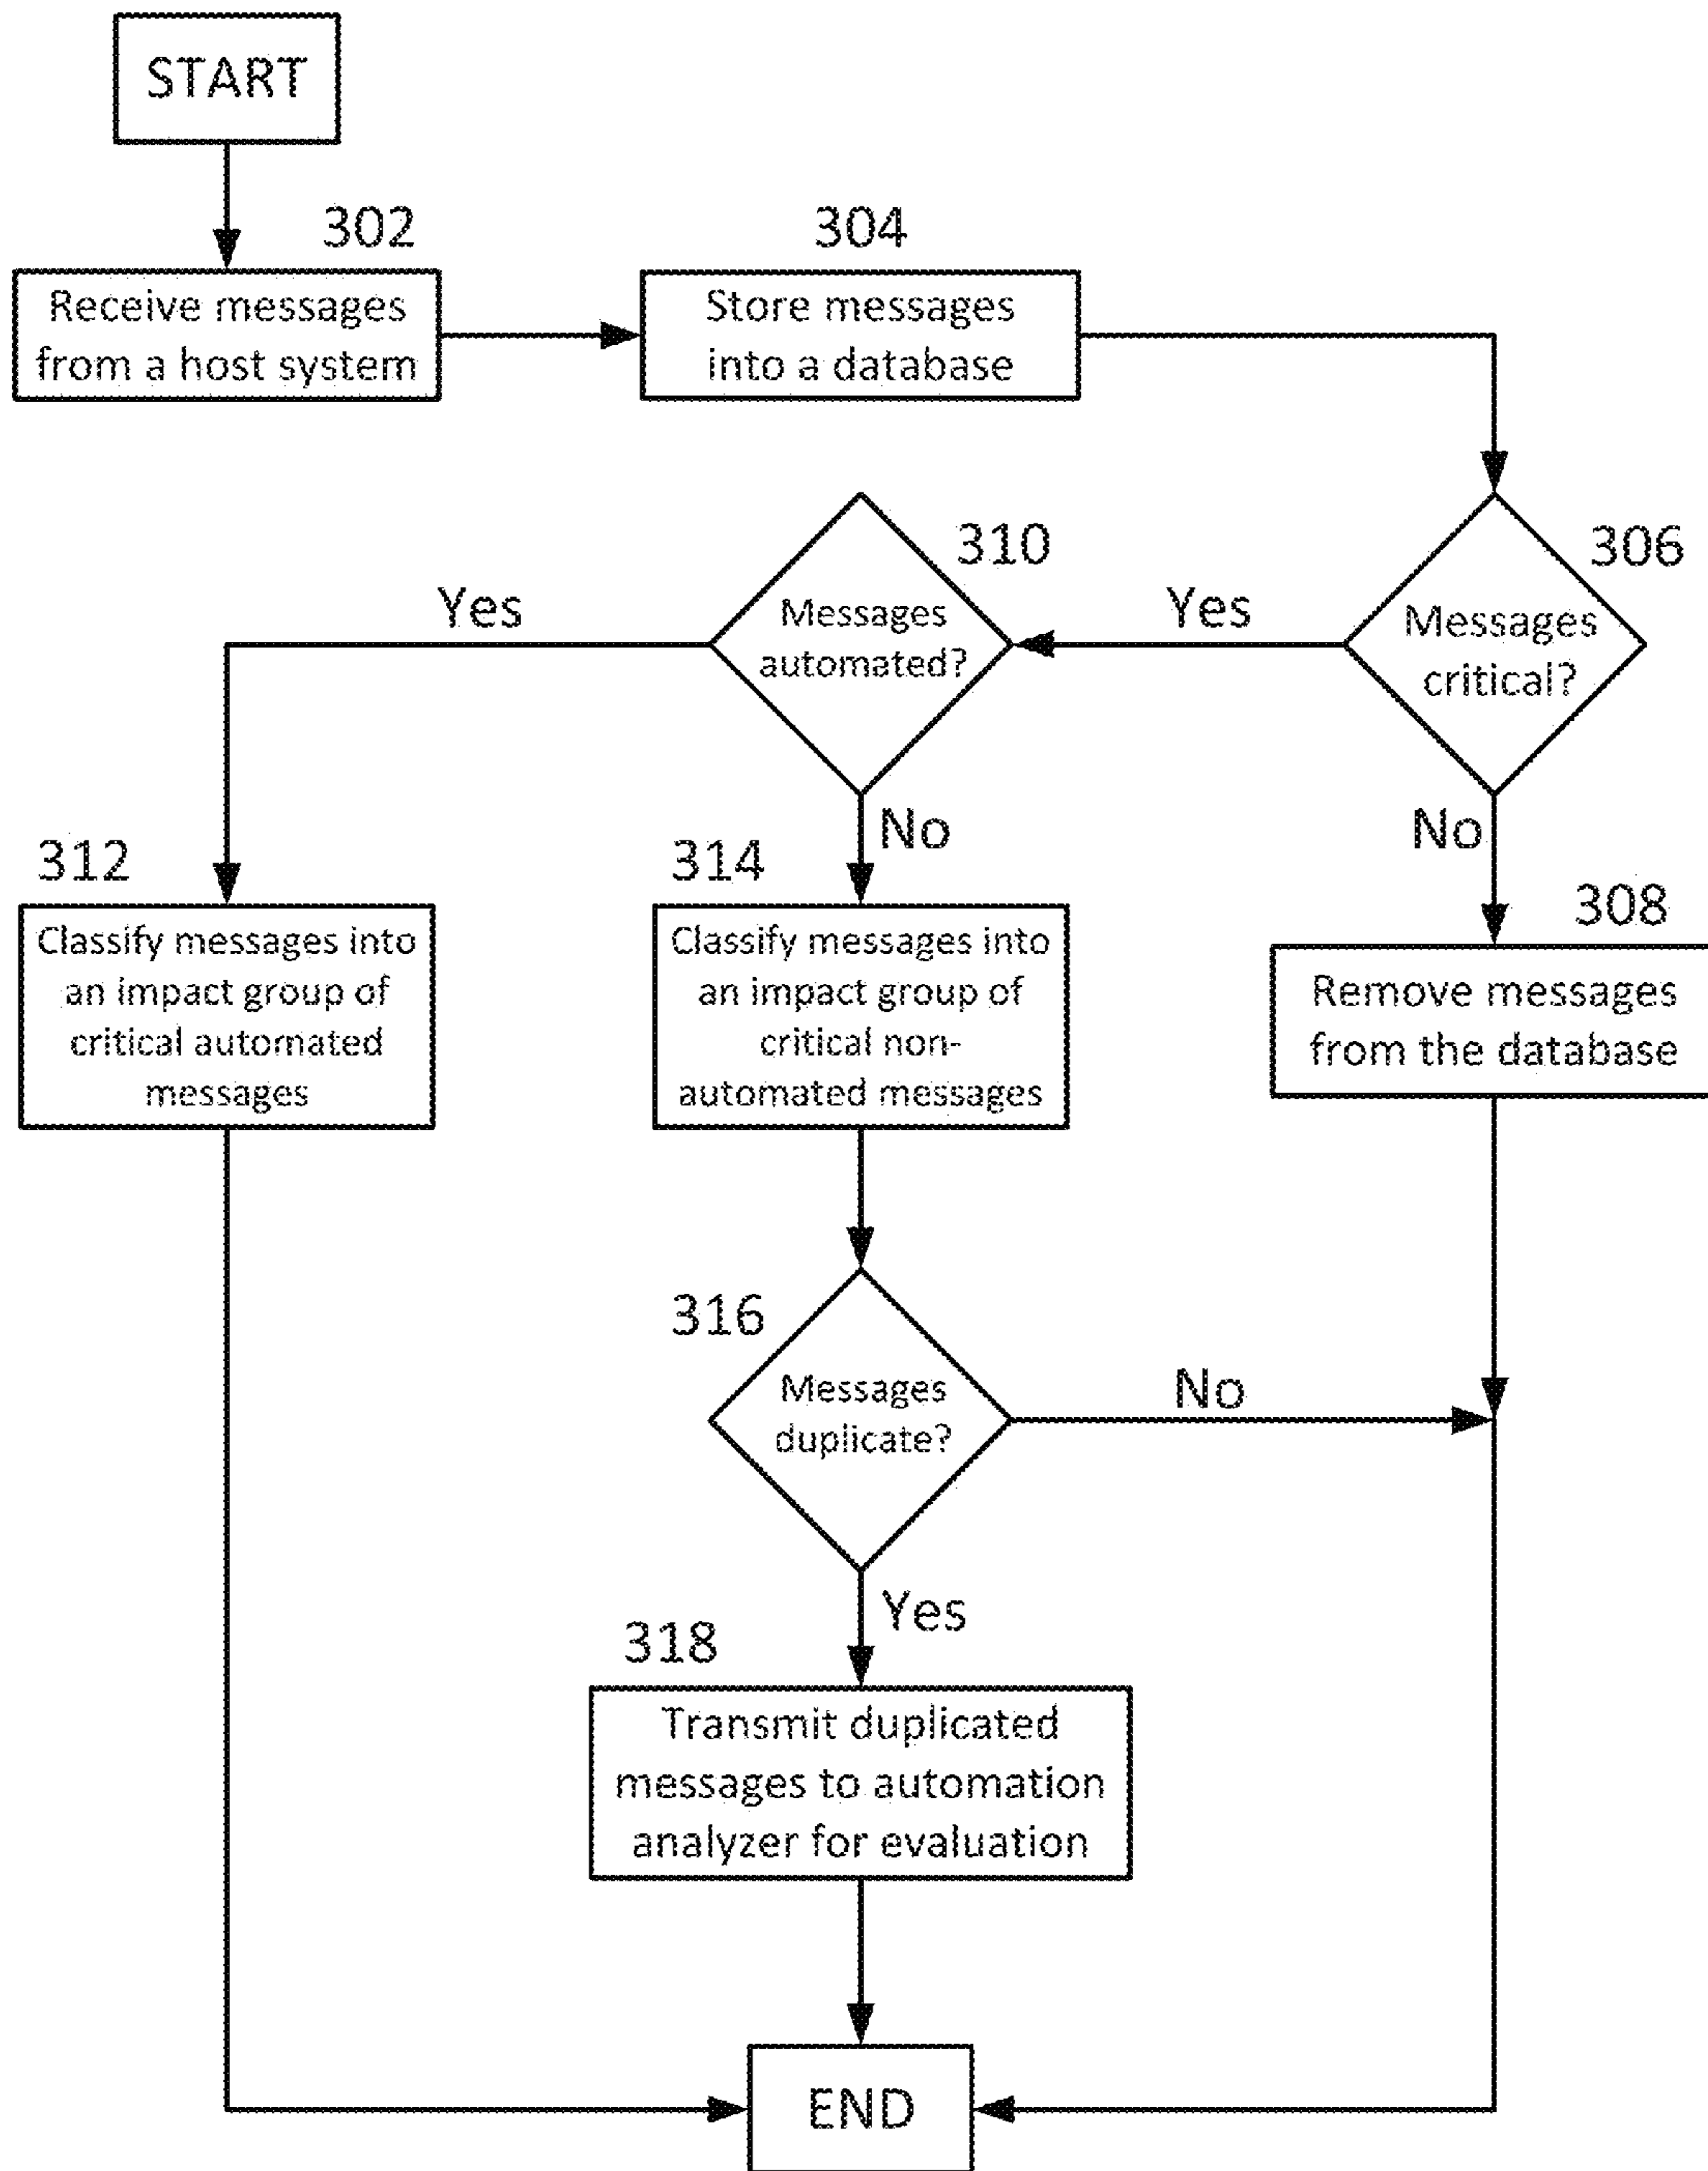 START
302
Receive messages
from a host system
304
Store messages
into a database
306
Messages
critical?
Yes
No
310
Messages
automated?
Yes
No
308
Remove messages
from the database
312
Classify messages into
an impact group of
critical automated
messages
314
Classify messages into
an impact group of
critical non-
automated messages
316
Messages
duplicate?
No
Yes
318
Transmit duplicated
messages to automation
analyzer for evaluation
END